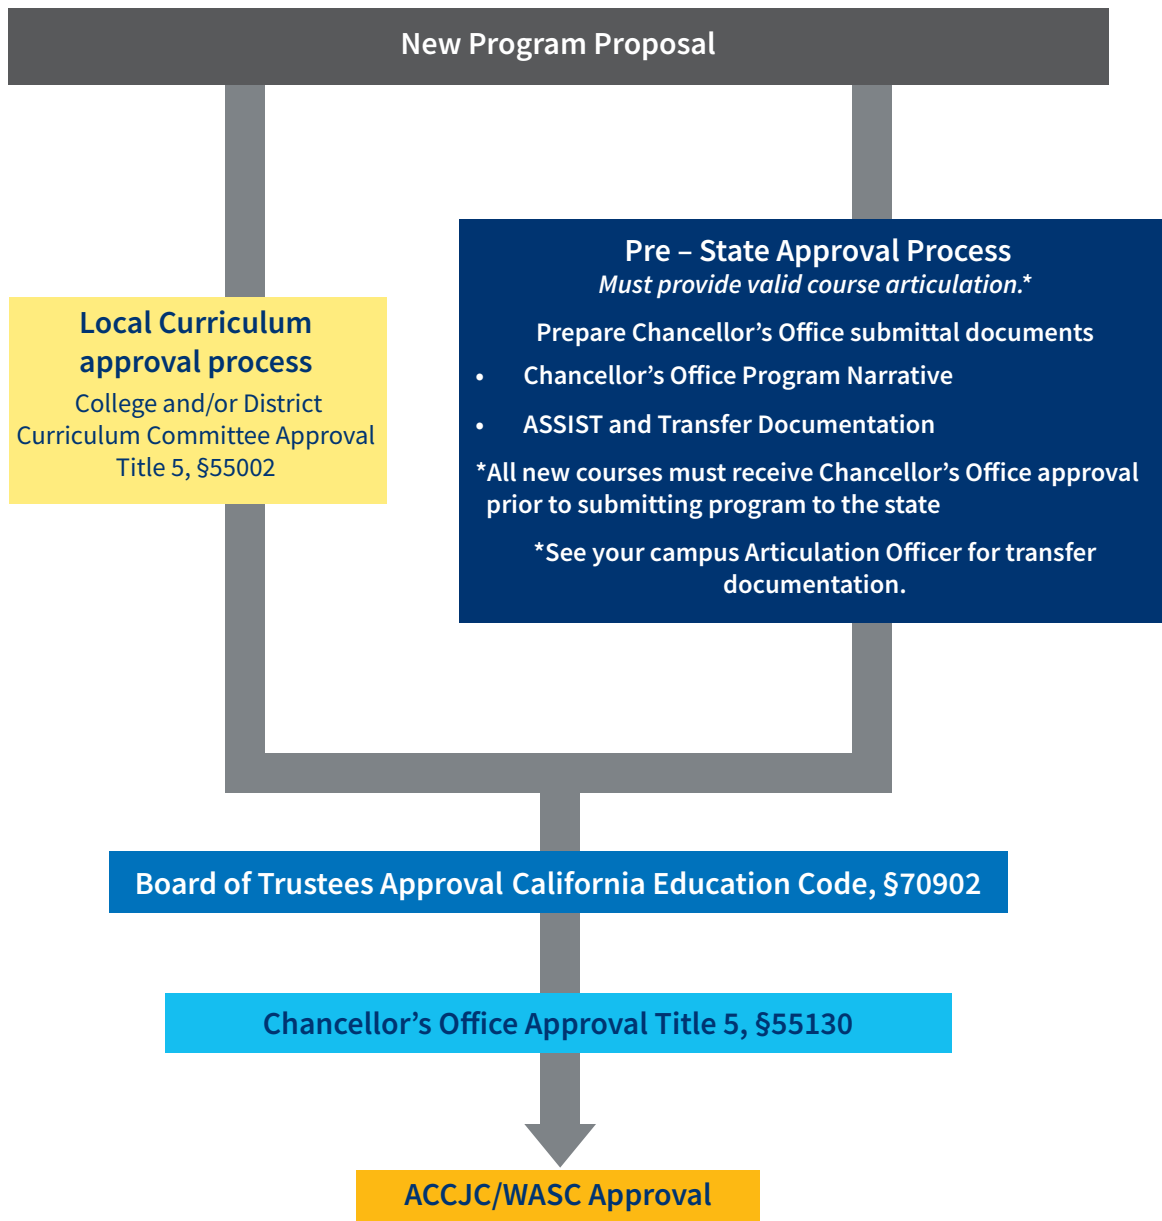 New Program Proposal
Local Curriculum
approval process
College and/or District
Curriculum Committee Approval
Title 5, §55002
Pre – State Approval Process
Must provide valid course articulation.*
Prepare Chancellor’s Office submittal documents
• Chancellor’s Office Program Narrative
• ASSIST and Transfer Documentation
*All new courses must receive Chancellor’s Office approval
prior to submitting program to the state
*See your campus Articulation Officer for transfer
documentation.
Board of Trustees Approval California Education Code, §70902
Chancellor’s Office Approval Title 5, §55130
ACCJC/WASC Approval